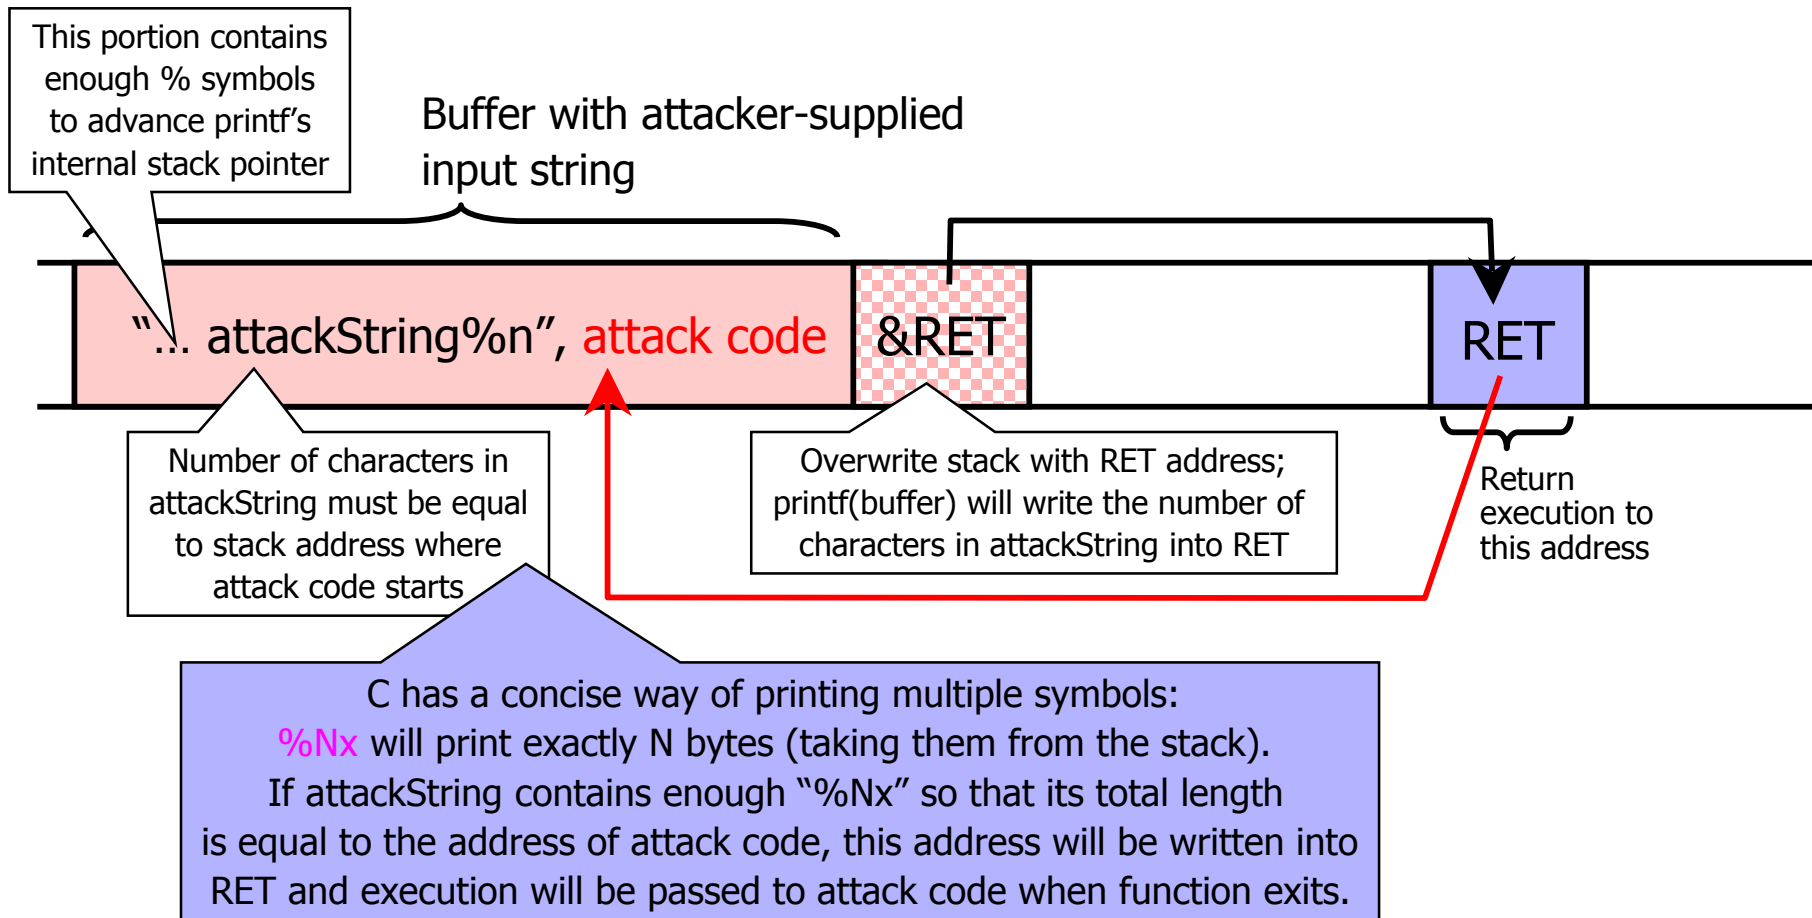 This portion contains
enough % symbols
to advance printf’s
internal stack pointer
Buffer with attacker-supplied
input string
“… attackString%n”, attack code
&RET
RET
Number of characters in
attackString must be equal
to stack address where
attack code starts
Overwrite stack with RET address;
printf(buffer) will write the number of
characters in attackString into RET
Return
execution to
this address
C has a concise way of printing multiple symbols:
%Nx will print exactly N bytes (taking them from the stack).
If attackString contains enough “%Nx” so that its total length
is equal to the address of attack code, this address will be written into
RET and execution will be passed to attack code when function exits.